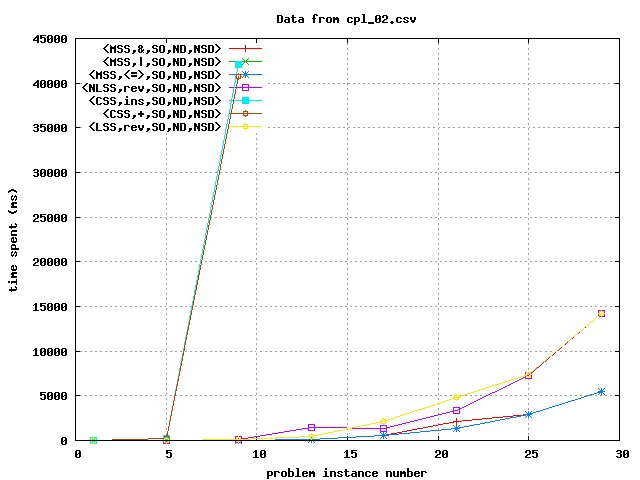 Data from cpl_02.csv
45000
40000
35000
30000
25000
20000
15000
10000
5000
0
time spent (ms)
<MSS,&,SO,ND,NSD>
<MSS,|,SO,ND,NSD>
<MSS,<=>,SO,ND,NSD>
<NLSS,rev,SO,ND,NSD>
<CSS,ins,SO,ND,NSD>
<CSS,+,SO,ND,NSD>
<LSS,rev,SO,ND,NSD>
0 5 10 15 20 25 30
problem instance number